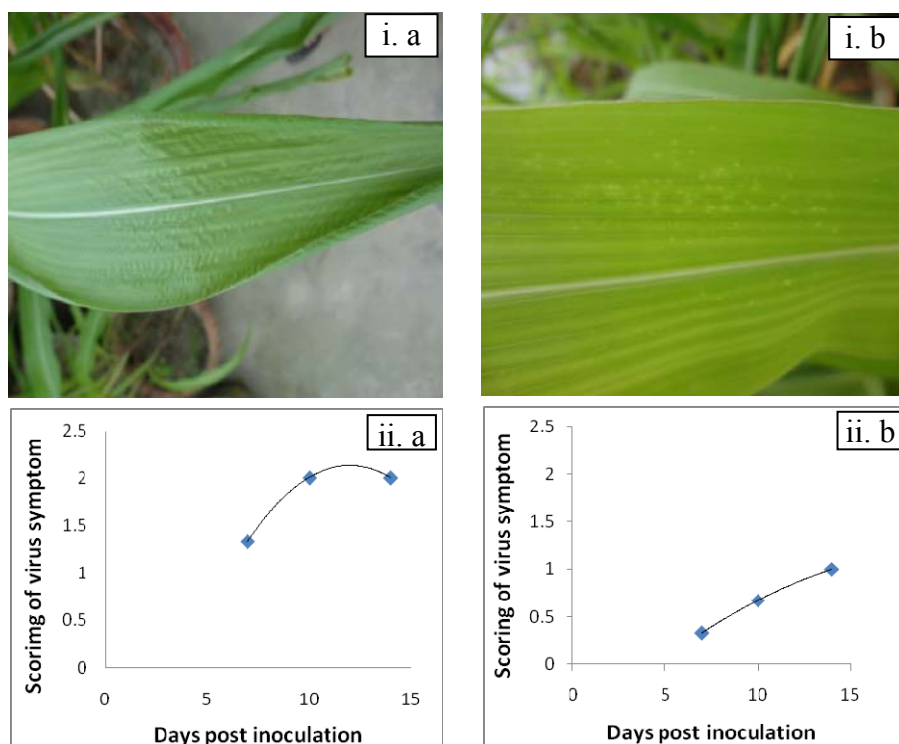 i. a
i. b
ii. a
2.5
2
1.5
1
0.5
0
0
5
10
15
Scoring of virus symptom
Days post inoculation
ii. b
2.5
2
1.5
1
0.5
0
0
5
10
15
Scoring of virus symptom
Days post inoculation